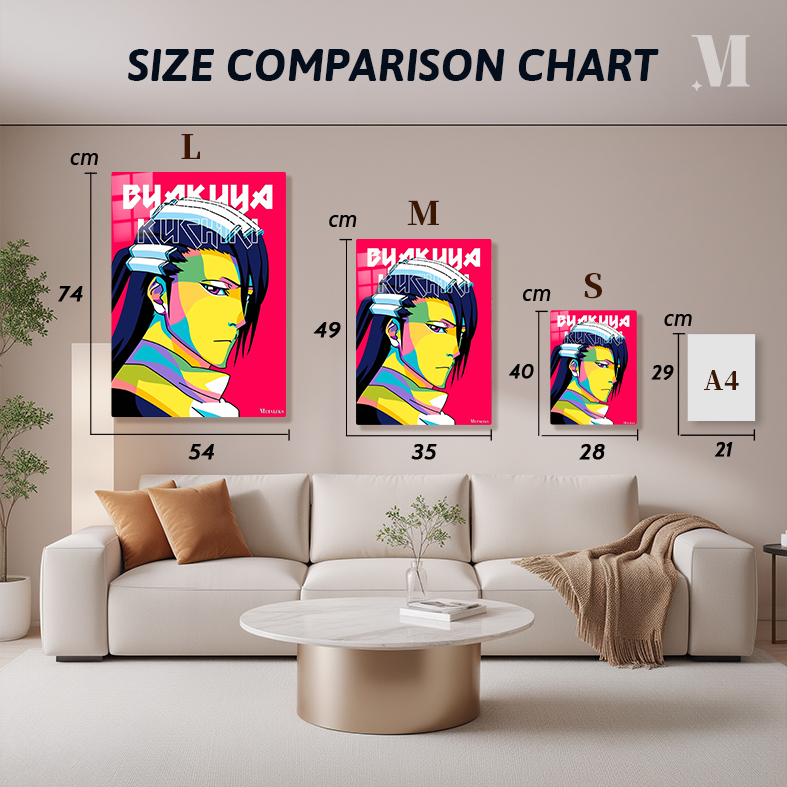 SIZE COMPARISON CHART
M
cm
L
BYAKUYA
KUCHIKI
74
54
cm
M
BYAKUYA
KUCHIKI
49
35
cm
S
BYAKUYA
KUCHIKI
40
28
cm
A4
29
21